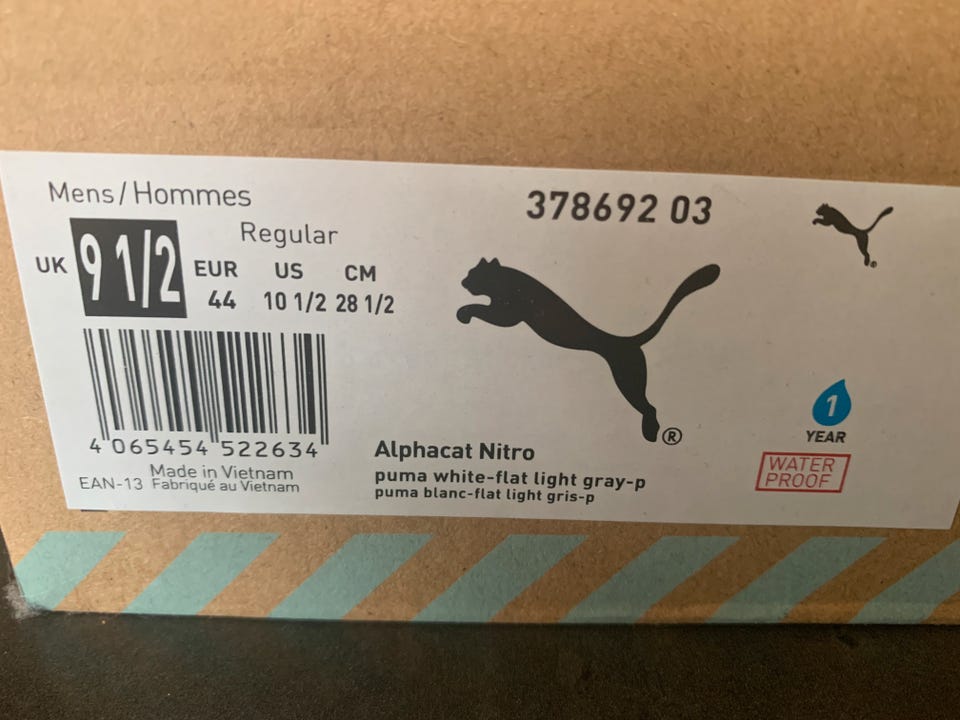 Mens/Hommes
378692 03
Regular
UK 9 1/2
EUR US CM
44 10 1/2 28 1/2
4 065454 522634
EAN-13
Made in Vietnam
Fabriqué au Vietnam
®
Alphacat Nitro
puma white-flat light gray-p
puma blanc-flat light gris-p
1
YEAR
WATER
PROOF